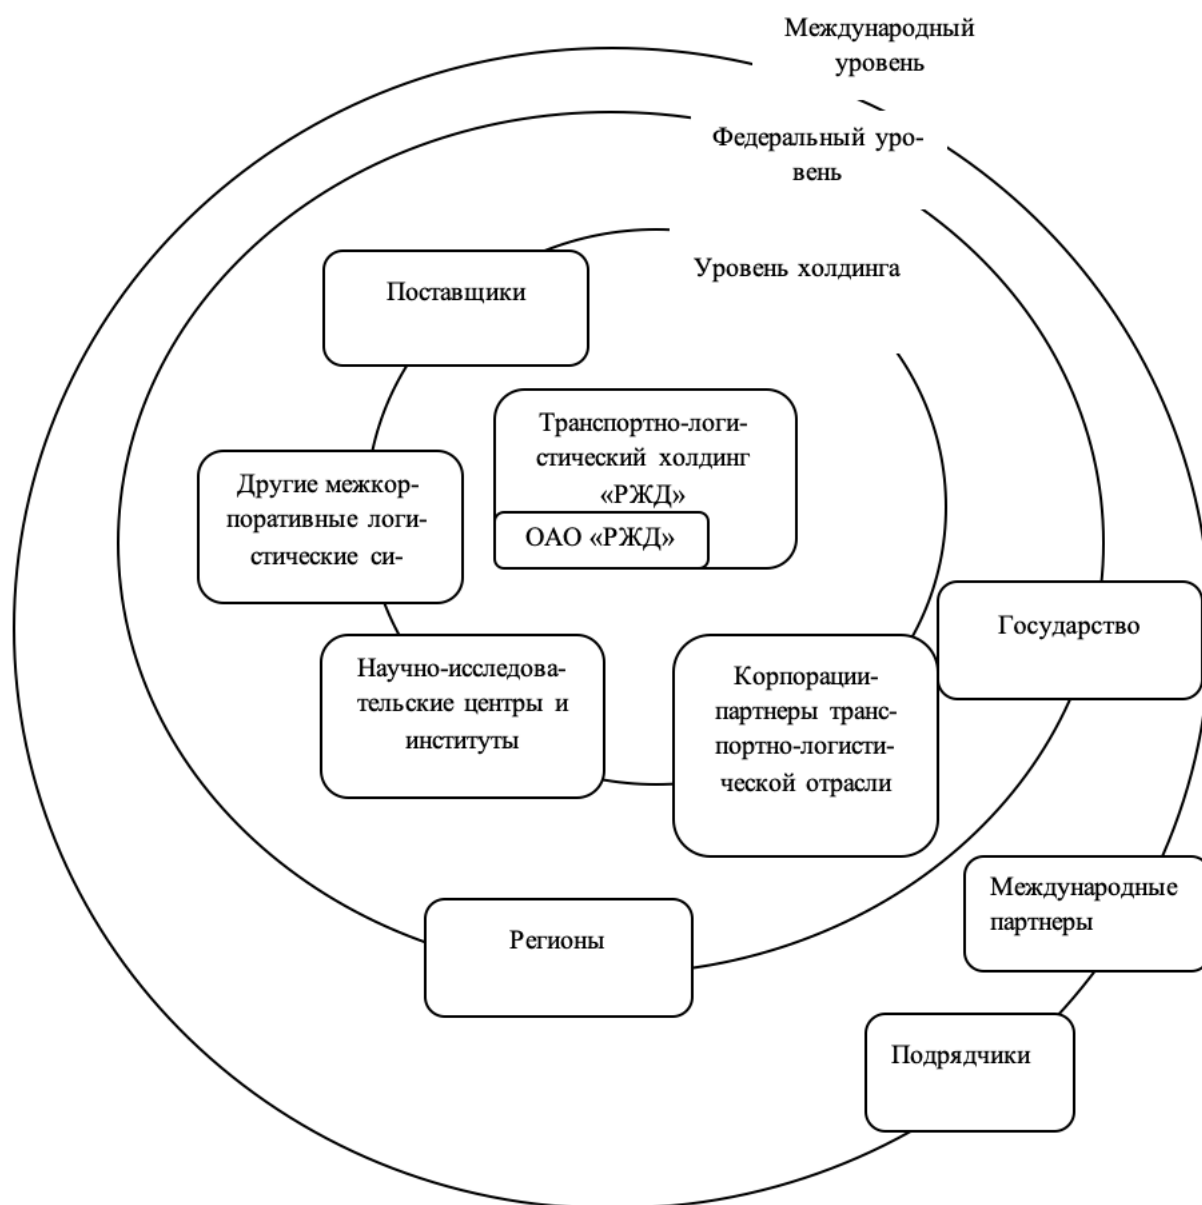 Международный
уровень
Федеральный уро-
вень
Уровень холдинга
Поставщики
Транспортно-логи-
стический холдинг
«РЖД»
ОАО «РЖД»
Другие межкор-
поративные логи-
стические си-
Государство
Научно-исследова-
тельские центры и
институты
Корпорации-
партнеры транс-
портно-логисти-
ческой отрасли
Международные
партнеры
Регионы
Подрядчики